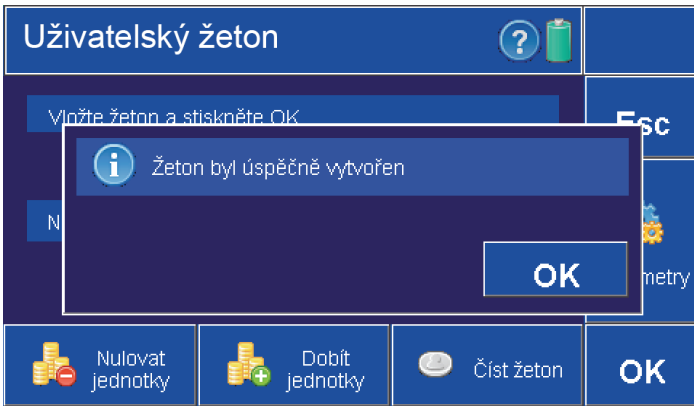 Uživatelský žeton
?
Vložte žeton a stiskněte OK
Esc
i
Žeton byl úspěčně vytvořen
N
OK
metry
Nulovat
jednotky
Dobít
jednotky
Číst žeton
OK